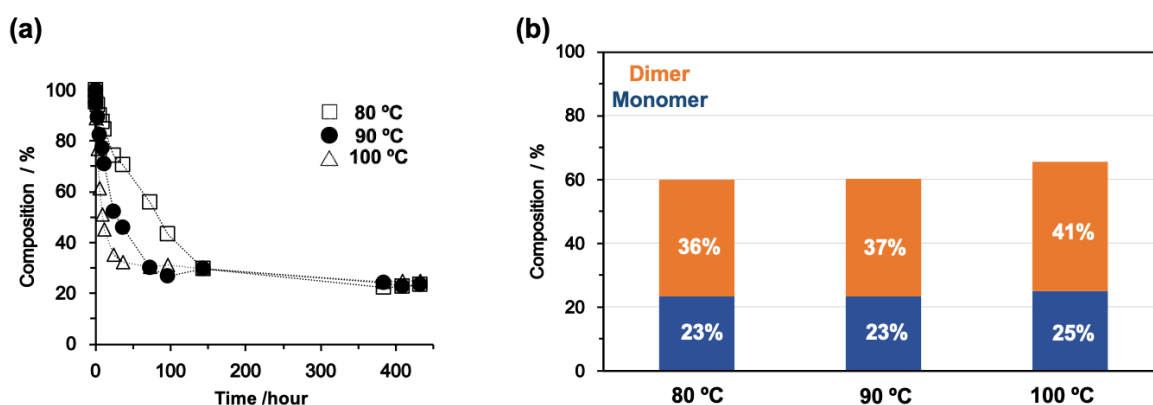 (a)
Composition / %
100
80
60
40
20
0
0 100 200 300 400
Time /hour
80 ºC
90 ºC
100 ºC
(b)
Composition / %
100
80
60
40
20
0
Dimer
Monomer
36% 37% 41%
23% 23% 25%
80 ºC 90 ºC 100 ºC